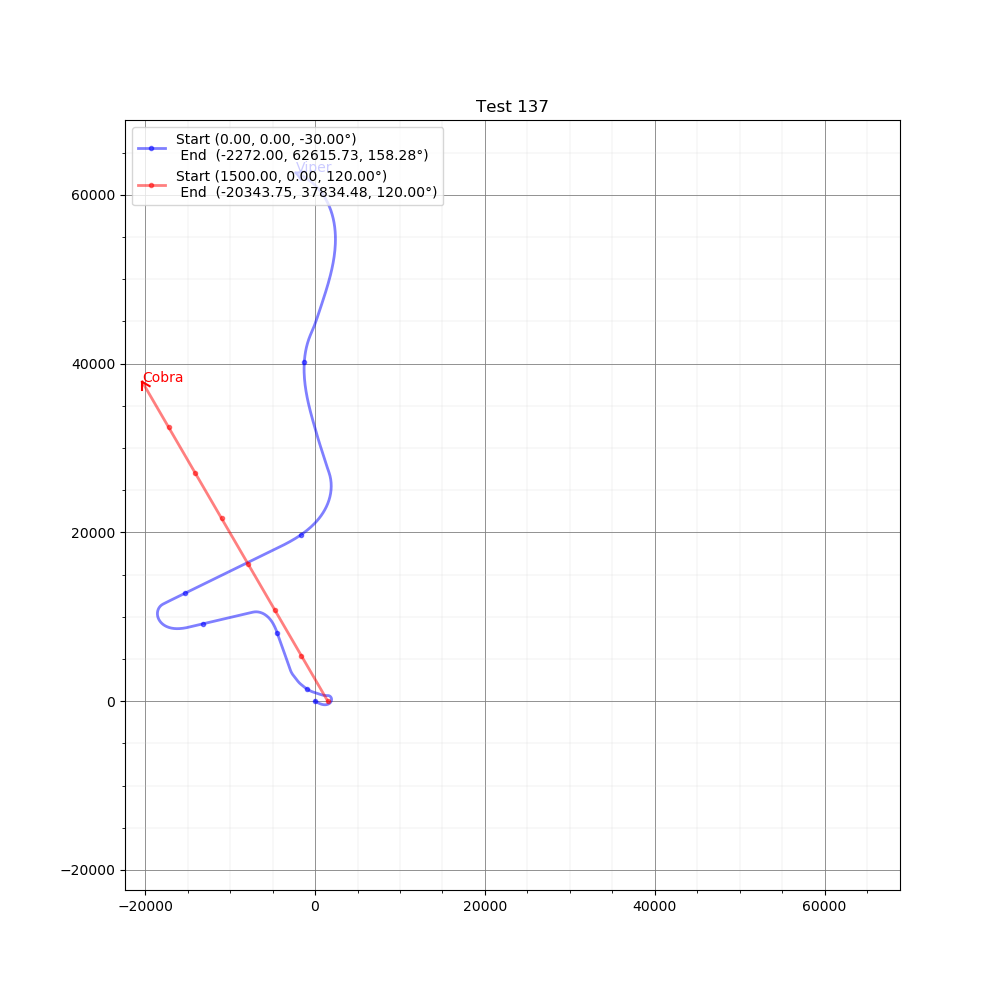 Test 137
Start (0.00, 0.00, -30.00°)
End (-2272.00, 62615.73, 158.28°)
Start (1500.00, 0.00, 120.00°)
End (-20343.75, 37834.48, 120.00°)
Viper
60000
40000
Cobra
20000
0
−20000
−20000
0
20000
40000
60000